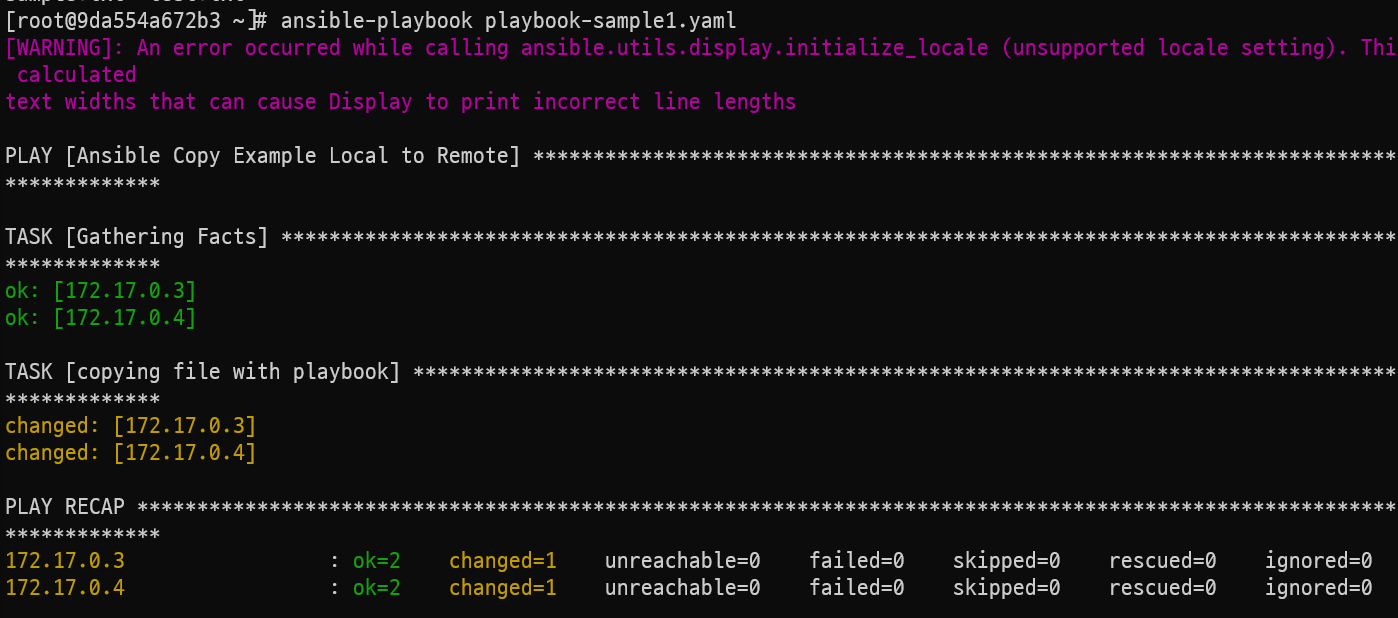 [root@9da554a672b3 ~]# ansible-playbook playbook-sample1.yaml
[WARNING]: An error occurred while calling ansible.utils.display.initialize_locale (unsupported locale setting). Thi
calculated
text widths that can cause Display to print incorrect line lengths
PLAY [Ansible Copy Example Local to Remote] ************************************************************************
*************
TASK [Gathering Facts] *********************************************************************************************
*************
ok: [172.17.0.3]
ok: [172.17.0.4]
TASK [copying file with playbook] **********************************************************************************
*************
changed: [172.17.0.3]
changed: [172.17.0.4]
PLAY RECAP *********************************************************************************************************
*************
172.17.0.3                 : ok=2    changed=1    unreachable=0    failed=0    skipped=0    rescued=0    ignored=0
172.17.0.4                 : ok=2    changed=1    unreachable=0    failed=0    skipped=0    rescued=0    ignored=0